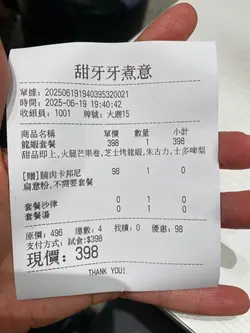 甜牙牙煮意
單據: 202506191940395320021
時間: 2025-06-19 19:40:42
收銀員: 1001 牌號: 大廳15
商品名稱 單價 數量 小計
龍蝦套餐 398 1 398
甜品即上,火腿芒果卷,芝士烤龍蝦,朱古力,士多啤梨
[贈]腩肉卡邦尼 98 1 0
扁意粉,不需要套餐
套餐沙律 0 1 0
套餐湯 0 1 0
原價: 496 總數: 4 找贖: 0 優惠: 98
支付方式: 試食:$398
現價: 398
THANK YOU!